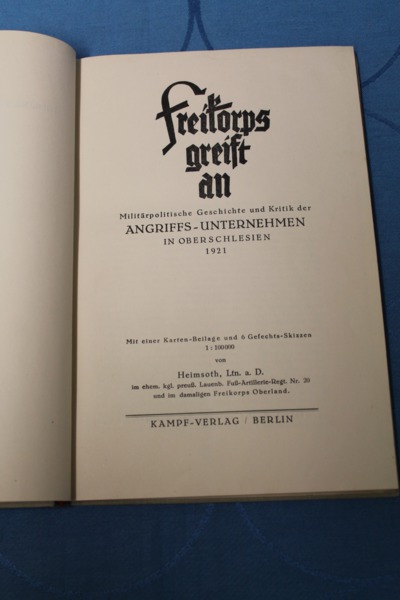 Freikorps
greift
an
Militärpolitische Geschichte und Kritik der
ANGRIFFS-UNTERNEHMEN
IN OBERSCHLESIEN
1921
Mit einer Karten-Beilage und 6 Gefechts-Skizzen
1:100000
von
Heimsoth, Ltn. a. D.
im ehem. kgl. preuß. Lauenb. Fuß-Artillerie-Regt. Nr. 20
und im damaligen Freikorps Oberland.
KAMPF-VERLAG / BERLIN